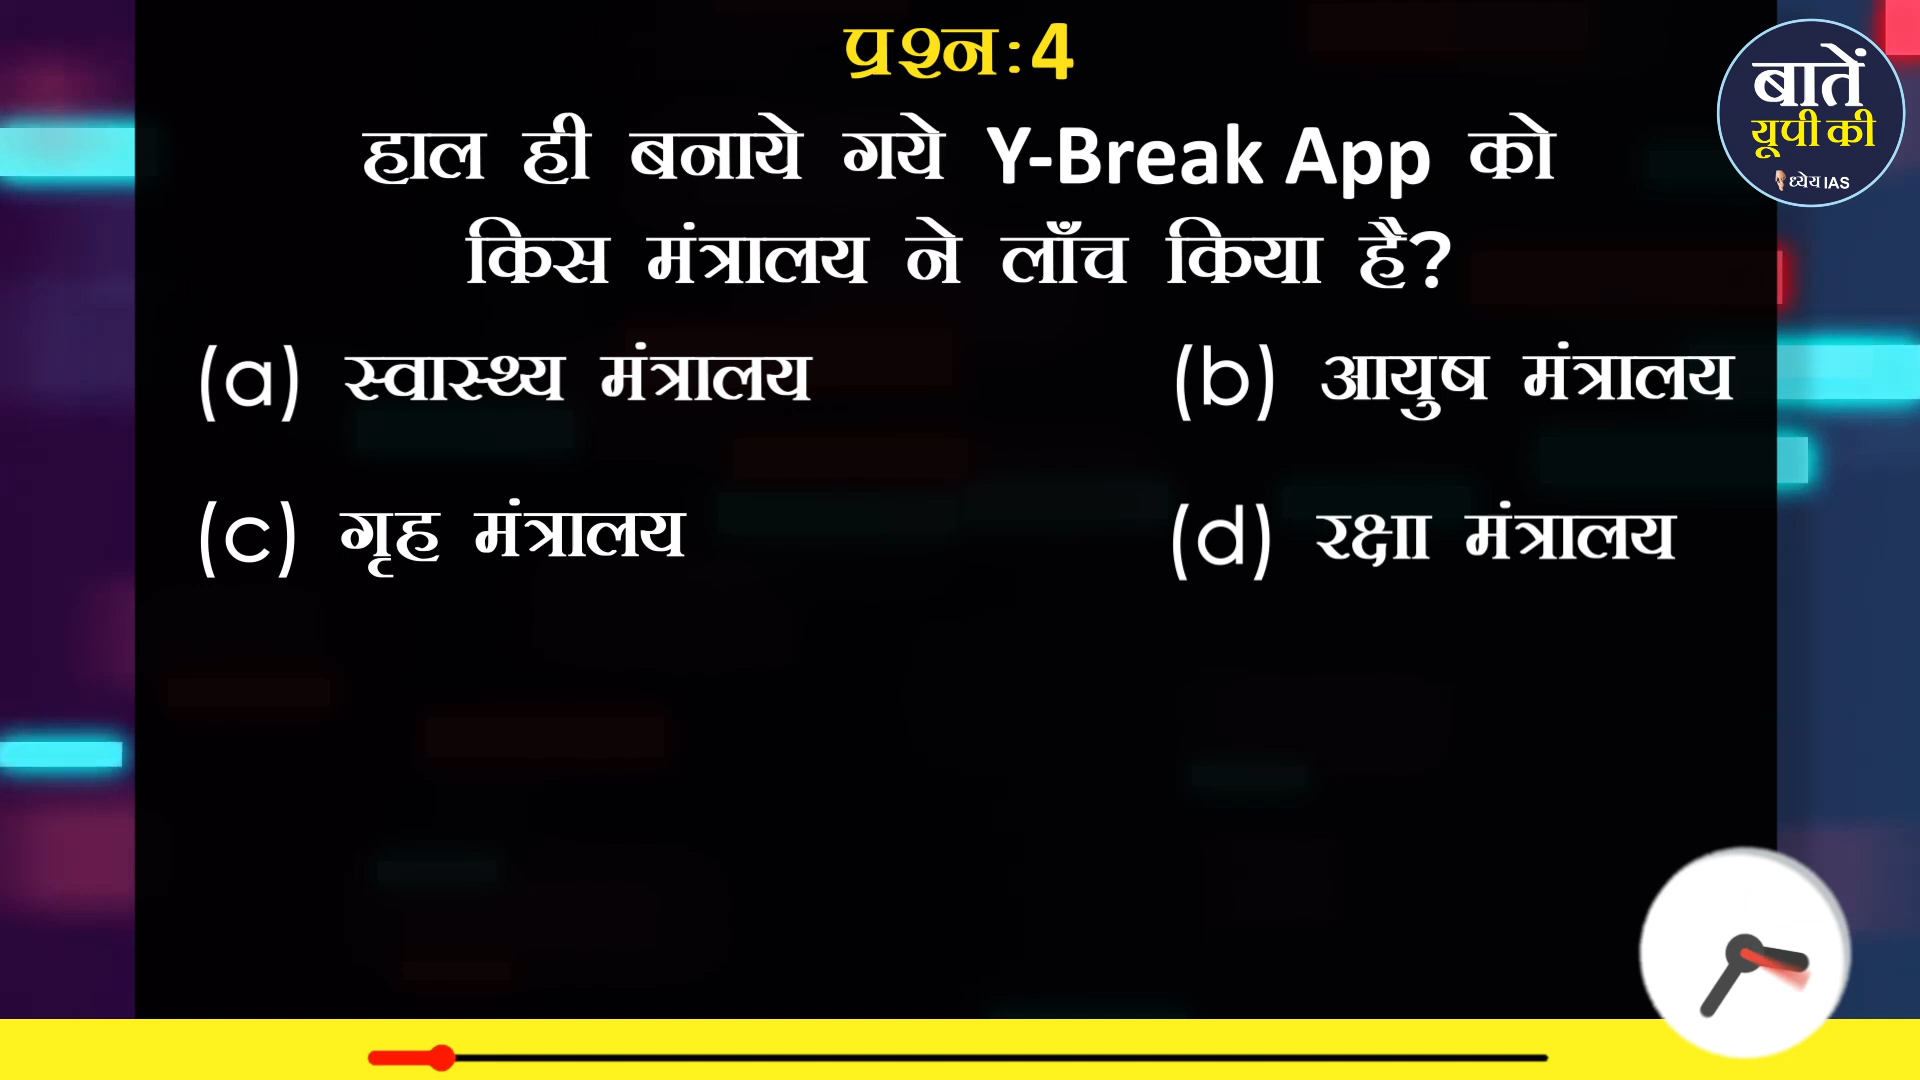 प्रश्न:4
हाल ही बनाये गये Y-Break App को
किस मंत्रालय ने लाँच किया है?
(a) स्वास्थ्य मंत्रालय
(b) आयुष मंत्रालय
(c) गृह मंत्रालय
(d) रक्षा मंत्रालय
बातें
यूपी की
ध्येय IAS